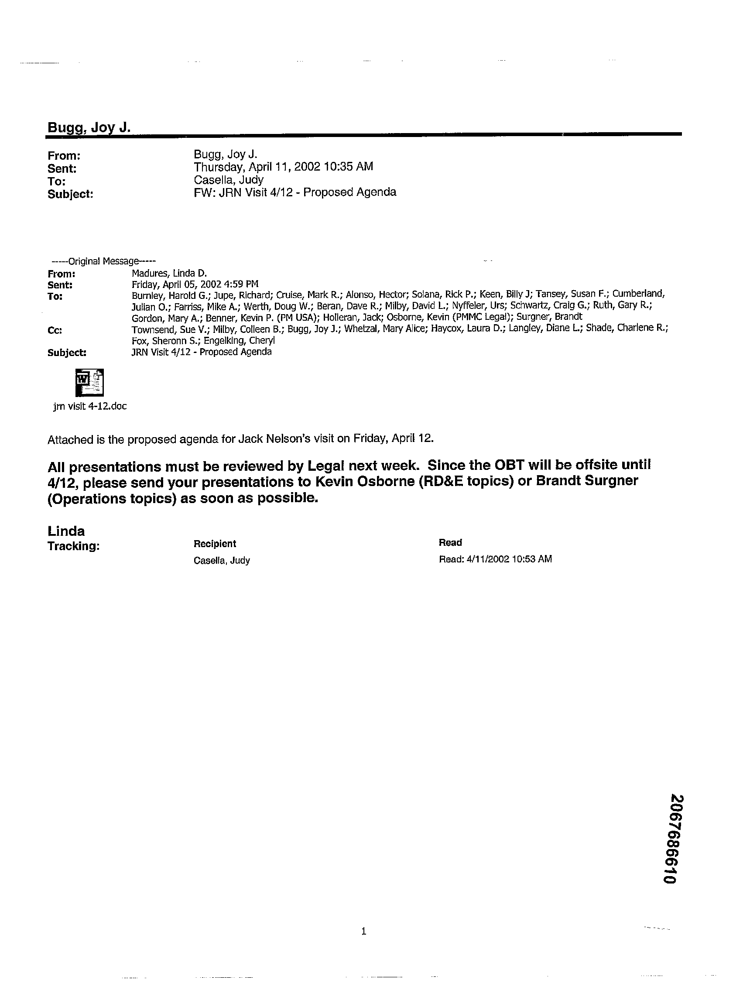 Bugg, Joy J.
From: Bugg, Joy J.
Sent: Thursday, April 11, 2002 10:35 AM
To: Casella, Judy
Subject: FW: JRN Visit 4/12 - Proposed Agenda
-----Original Message-----
From: Madures, Linda D.
Sent: Friday, April 05, 2002 4:59 PM
To: Burnley, Harold G.; Jupe, Richard; Cruise, Mark R.; Alonso, Hector; Solana, Rick P.; Keen, Billy J; Tansey, Susan F.; Cumberland,
Julian O.; Farriss, Mike A.; Werth, Doug W.; Beran, Dave R.; Milby, David L.; Nyffeler, Urs; Schwartz, Craig G.; Ruth, Gary R.;
Gordon, Mary A.; Benner, Kevin P. (PM USA); Holleran, Jack; Osborne, Kevin (PMMC Legal); Surgner, Brandt
Cc: Townsend, Sue V.; Milby, Colleen B.; Bugg, Joy J.; Whetzal, Mary Alice; Haycox, Laura D.; Langley, Diane L.; Shade, Charlene R.;
Fox, Sheronn S.; Engelking, Cheryl
Subject: JRN Visit 4/12 - Proposed Agenda
jrn visit 4-12.doc
Attached is the proposed agenda for Jack Nelson's visit on Friday, April 12.
All presentations must be reviewed by Legal next week. Since the OBT will be offsite until
4/12, please send your presentations to Kevin Osborne (RD&E topics) or Brandt Surgner
(Operations topics) as soon as possible.
Linda
Tracking: Recipient Read
Casella, Judy Read: 4/11/2002 10:53 AM
2067686610
1